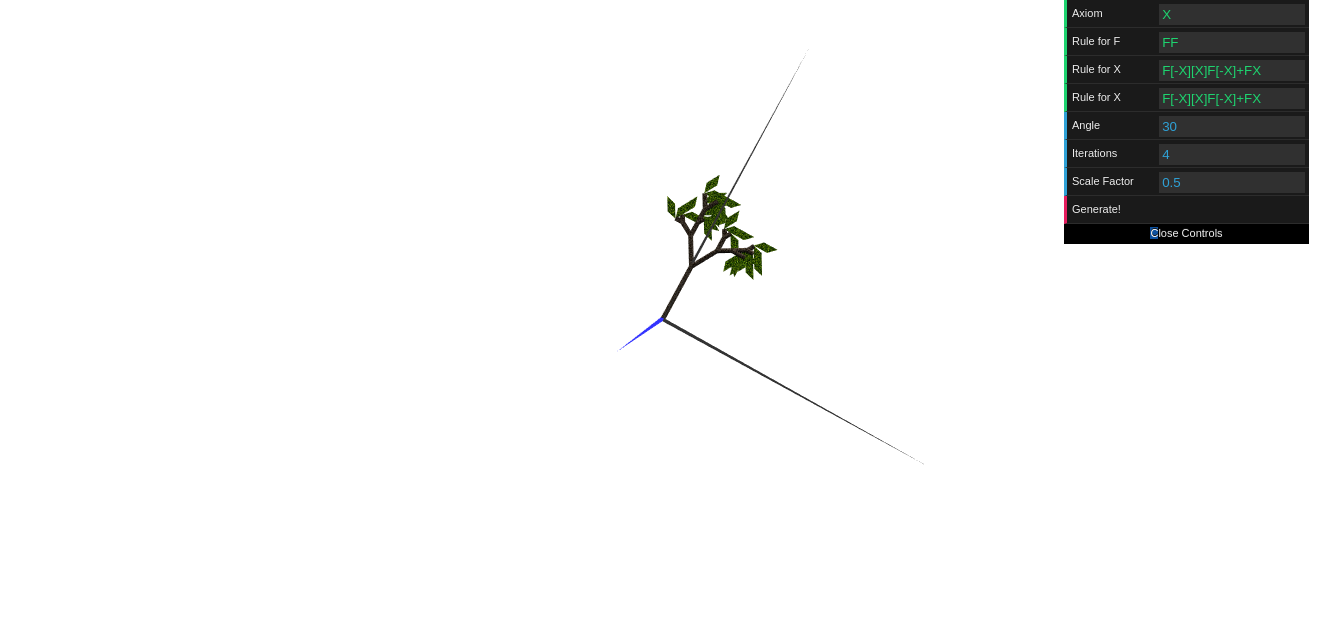 Axiom X
Rule for F FF
Rule for X F[-X][X]F[-X]+FX
Rule for X F[-X][X]F[-X]+FX
Angle 30
Iterations 4
Scale Factor 0.5
Generate!
Close Controls